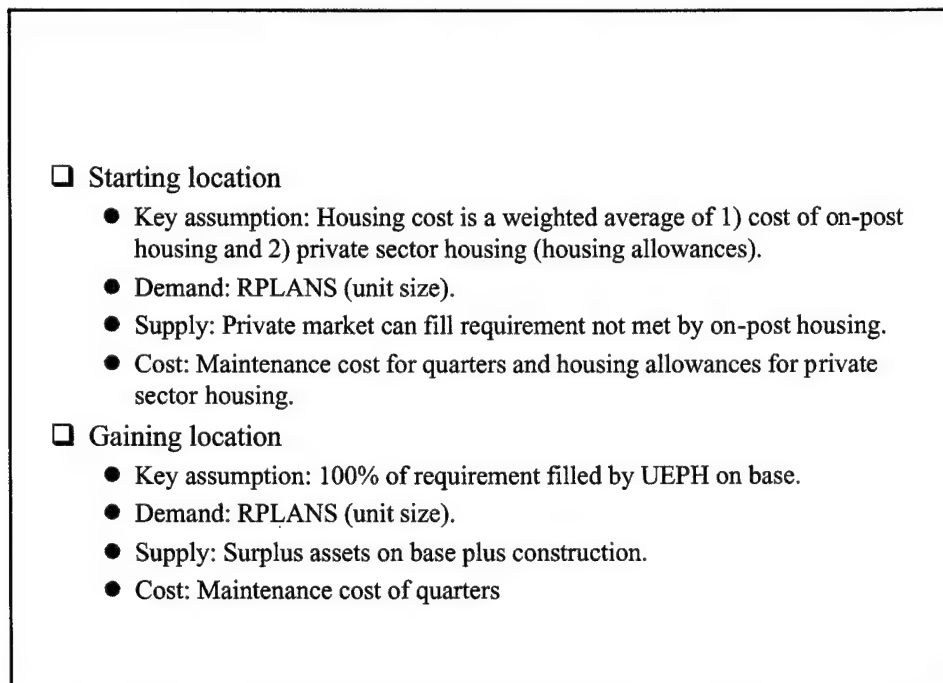 ❑ Starting location
● Key assumption: Housing cost is a weighted average of 1) cost of on-post
housing and 2) private sector housing (housing allowances).
● Demand: RPLANS (unit size).
● Supply: Private market can fill requirement not met by on-post housing.
● Cost: Maintenance cost for quarters and housing allowances for private
sector housing.
❑ Gaining location
● Key assumption: 100% of requirement filled by UEPH on base.
● Demand: RPLANS (unit size).
● Supply: Surplus assets on base plus construction.
● Cost: Maintenance cost of quarters